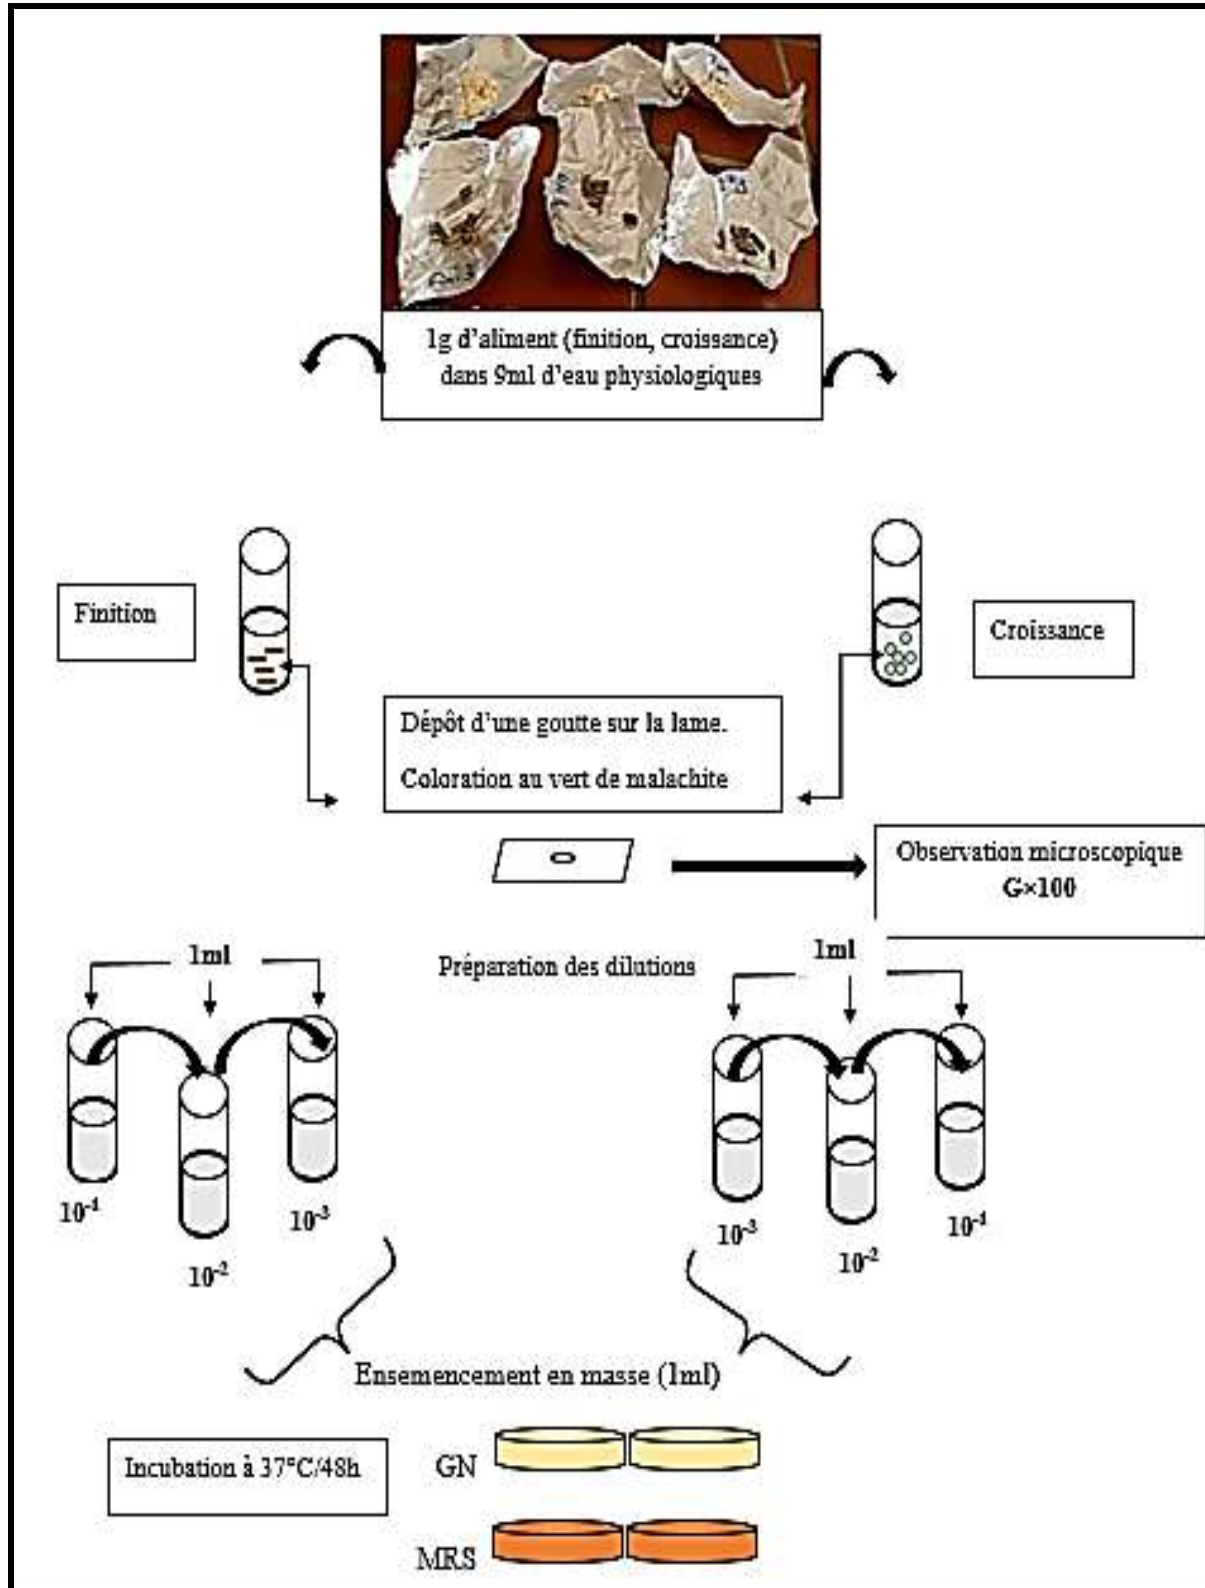 1g d'aliment (finition, croissance)
dans 9ml d'eau physiologiques
Finition
Croissance
Dépôt d'une goutte sur la lame.
Coloration au vert de malachite
Observation microscopique
G×100
1ml
Préparation des dilutions
1ml
10⁻¹
10⁻²
10⁻³
10⁻³
10⁻²
10⁻¹
Ensemencement en masse (1ml)
Incubation à 37°C/48h
GN
MRS